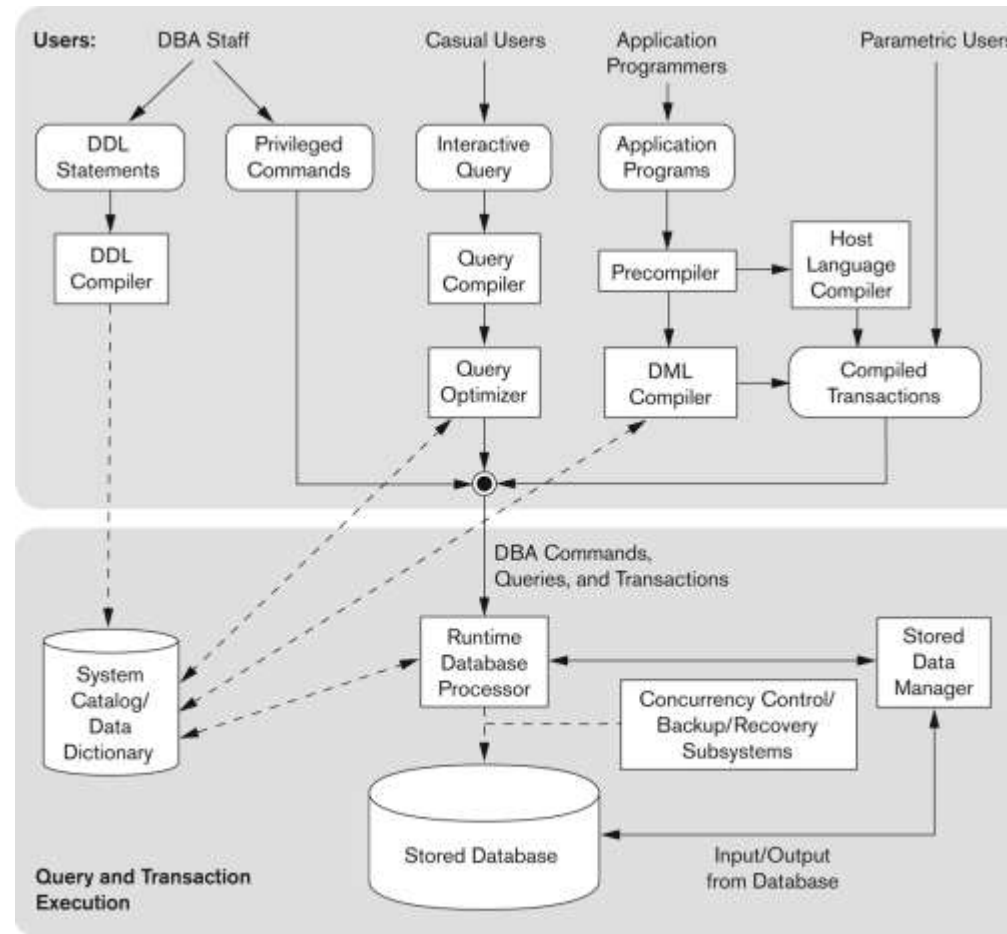 Users:
DBA Staff
Casual Users
Application
Programmers
Parametric Users
DDL
Statements
Privileged
Commands
Interactive
Query
Application
Programs
DDL
Compiler
Query
Compiler
Precompiler
Host
Language
Compiler
Query
Optimizer
DML
Compiler
Compiled
Transactions
DBA Commands,
Queries, and Transactions
System
Catalog/
Data
Dictionary
Runtime
Database
Processor
Stored
Data
Manager
Concurrency Control/
Backup/Recovery
Subsystems
Stored Database
Input/Output
from Database
Query and Transaction
Execution